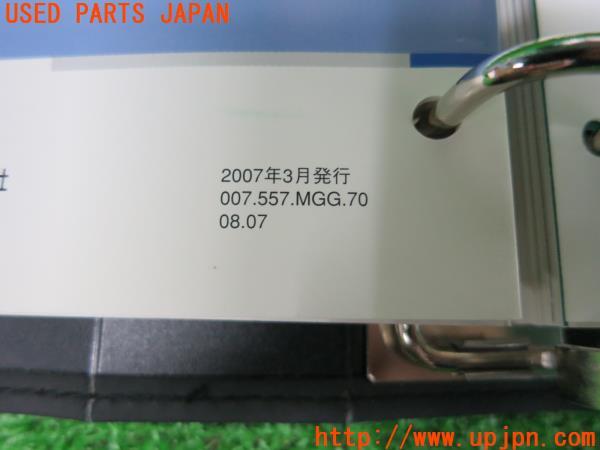 USED PARTS JAPAN
社
2007年3月発行
007.557.MGG.70
08.07
http://www.upjpn.com/